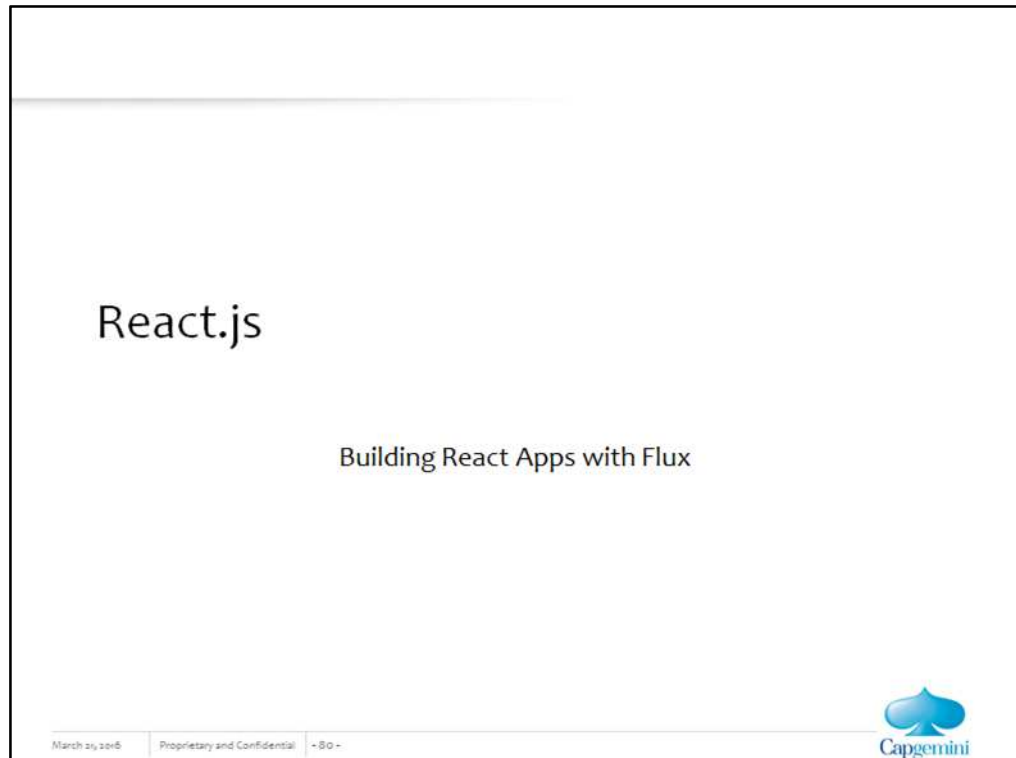 React.js
Building React Apps with Flux
March 21, 2016 Proprietary and Confidential - 80 -
Capgemini